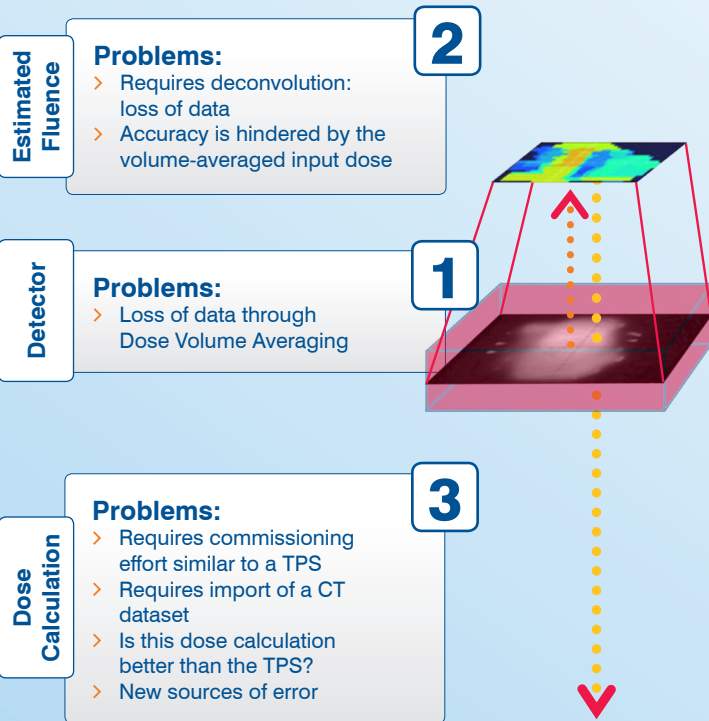 Estimated
Fluence
2
Problems:
> Requires deconvolution:
loss of data
> Accuracy is hindered by the
volume-averaged input dose
Detector
1
Problems:
> Loss of data through
Dose Volume Averaging
Dose
Calculation
3
Problems:
> Requires commissioning
effort similar to a TPS
> Requires import of a CT
dataset
> Is this dose calculation
better than the TPS?
> New sources of error